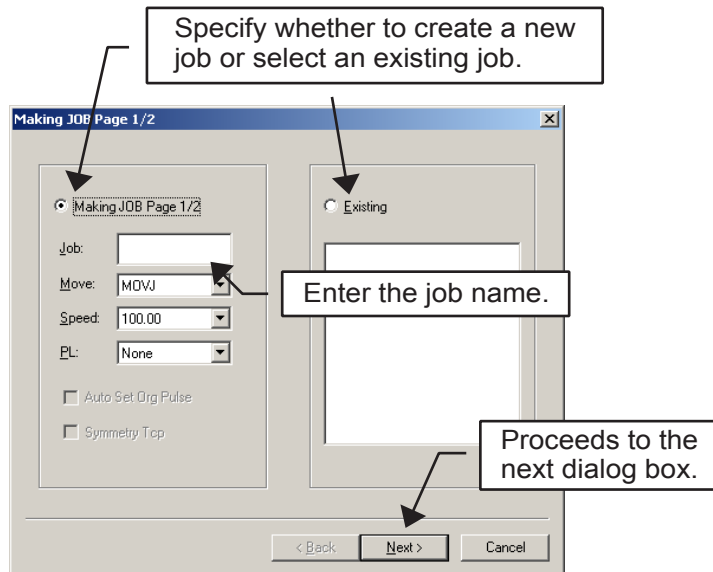 Specify whether to create a new
job or select an existing job.
Making JOB Page 1/2
Making JOB Page 1/2
Existing
Job:
Enter the job name.
Move: MOVJ
Speed: 100.00
PL: None
Auto Set Org Pulse
Symmetry Tcp
Proceeds to the
next dialog box.
< Back Next > Cancel